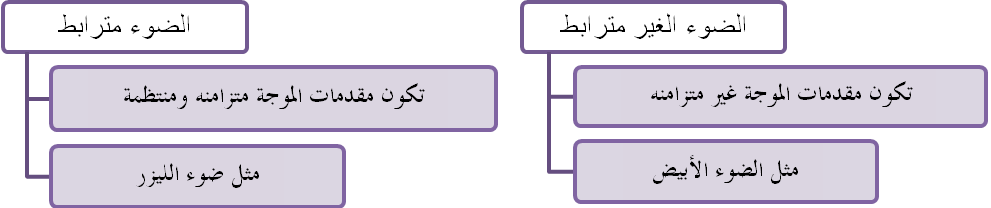 الضوء الغير مترابط
تكون مقدمات الموجة غير متزامنه
مثل الضوء الأبيض
الضوء مترابط
تكون مقدمات الموجة متزامنه ومنتظمة
مثل ضوء الليزر